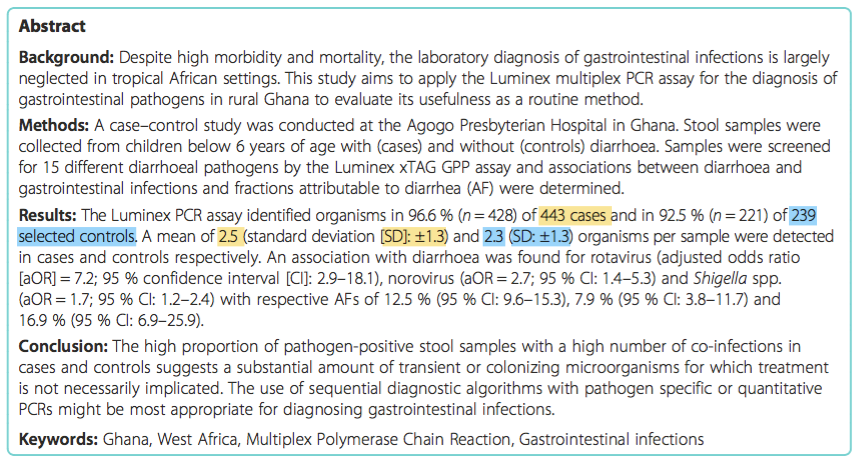 Abstract
Background: Despite high morbidity and mortality, the laboratory diagnosis of gastrointestinal infections is largely
neglected in tropical African settings. This study aims to apply the Luminex multiplex PCR assay for the diagnosis of
gastrointestinal pathogens in rural Ghana to evaluate its usefulness as a routine method.
Methods: A case–control study was conducted at the Agogo Presbyterian Hospital in Ghana. Stool samples were
collected from children below 6 years of age with (cases) and without (controls) diarrhoea. Samples were screened
for 15 different diarrhoeal pathogens by the Luminex xTAG GPP assay and associations between diarrhoea and
gastrointestinal infections and fractions attributable to diarrhea (AF) were determined.
Results: The Luminex PCR assay identified organisms in 96.6 % (n = 428) of 443 cases and in 92.5 % (n = 221) of 239
selected controls. A mean of 2.5 (standard deviation [SD]: ±1.3) and 2.3 (SD: ±1.3) organisms per sample were detected
in cases and controls respectively. An association with diarrhoea was found for rotavirus (adjusted odds ratio
[aOR] = 7.2; 95 % confidence interval [CI]: 2.9–18.1), norovirus (aOR = 2.7; 95 % CI: 1.4–5.3) and Shigella spp.
(aOR = 1.7; 95 % CI: 1.2–2.4) with respective AFs of 12.5 % (95 % CI: 9.6–15.3), 7.9 % (95 % CI: 3.8–11.7) and
16.9 % (95 % CI: 6.9–25.9).
Conclusion: The high proportion of pathogen-positive stool samples with a high number of co-infections in
cases and controls suggests a substantial amount of transient or colonizing microorganisms for which treatment
is not necessarily implicated. The use of sequential diagnostic algorithms with pathogen specific or quantitative
PCRs might be most appropriate for diagnosing gastrointestinal infections.
Keywords: Ghana, West Africa, Multiplex Polymerase Chain Reaction, Gastrointestinal infections